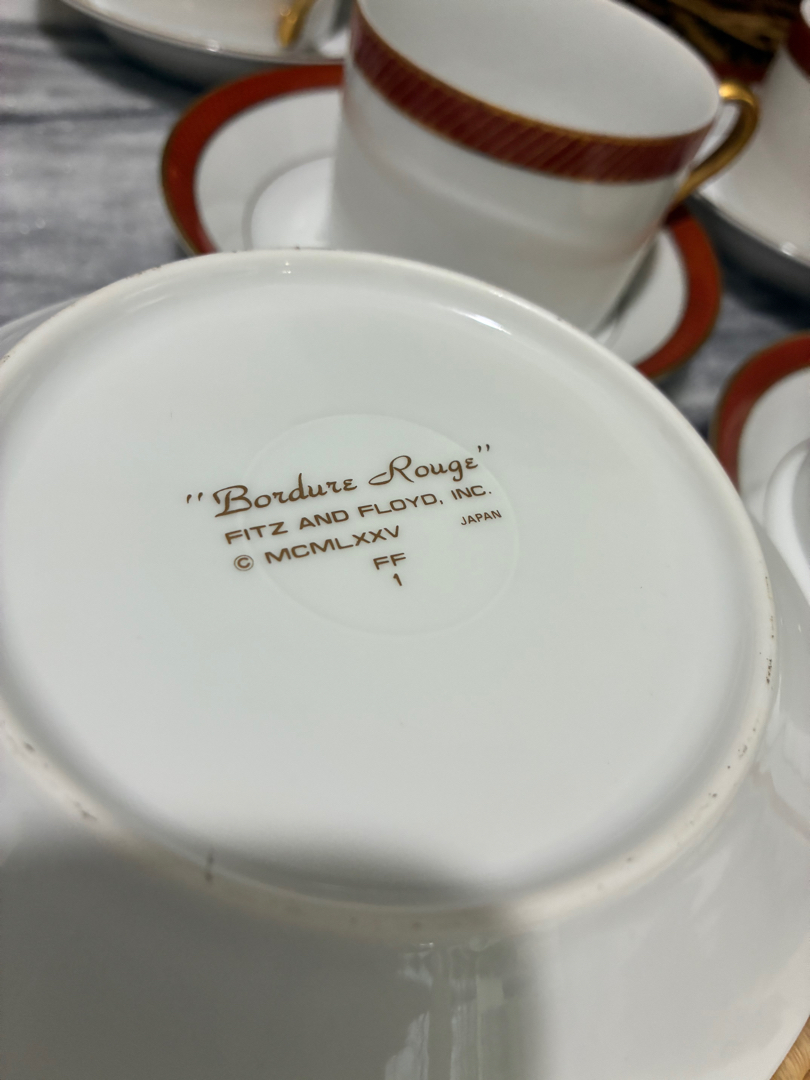 "Bordure Rouge"
FITZ AND FLOYD, INC.
© MCMLXXV JAPAN
FF
1